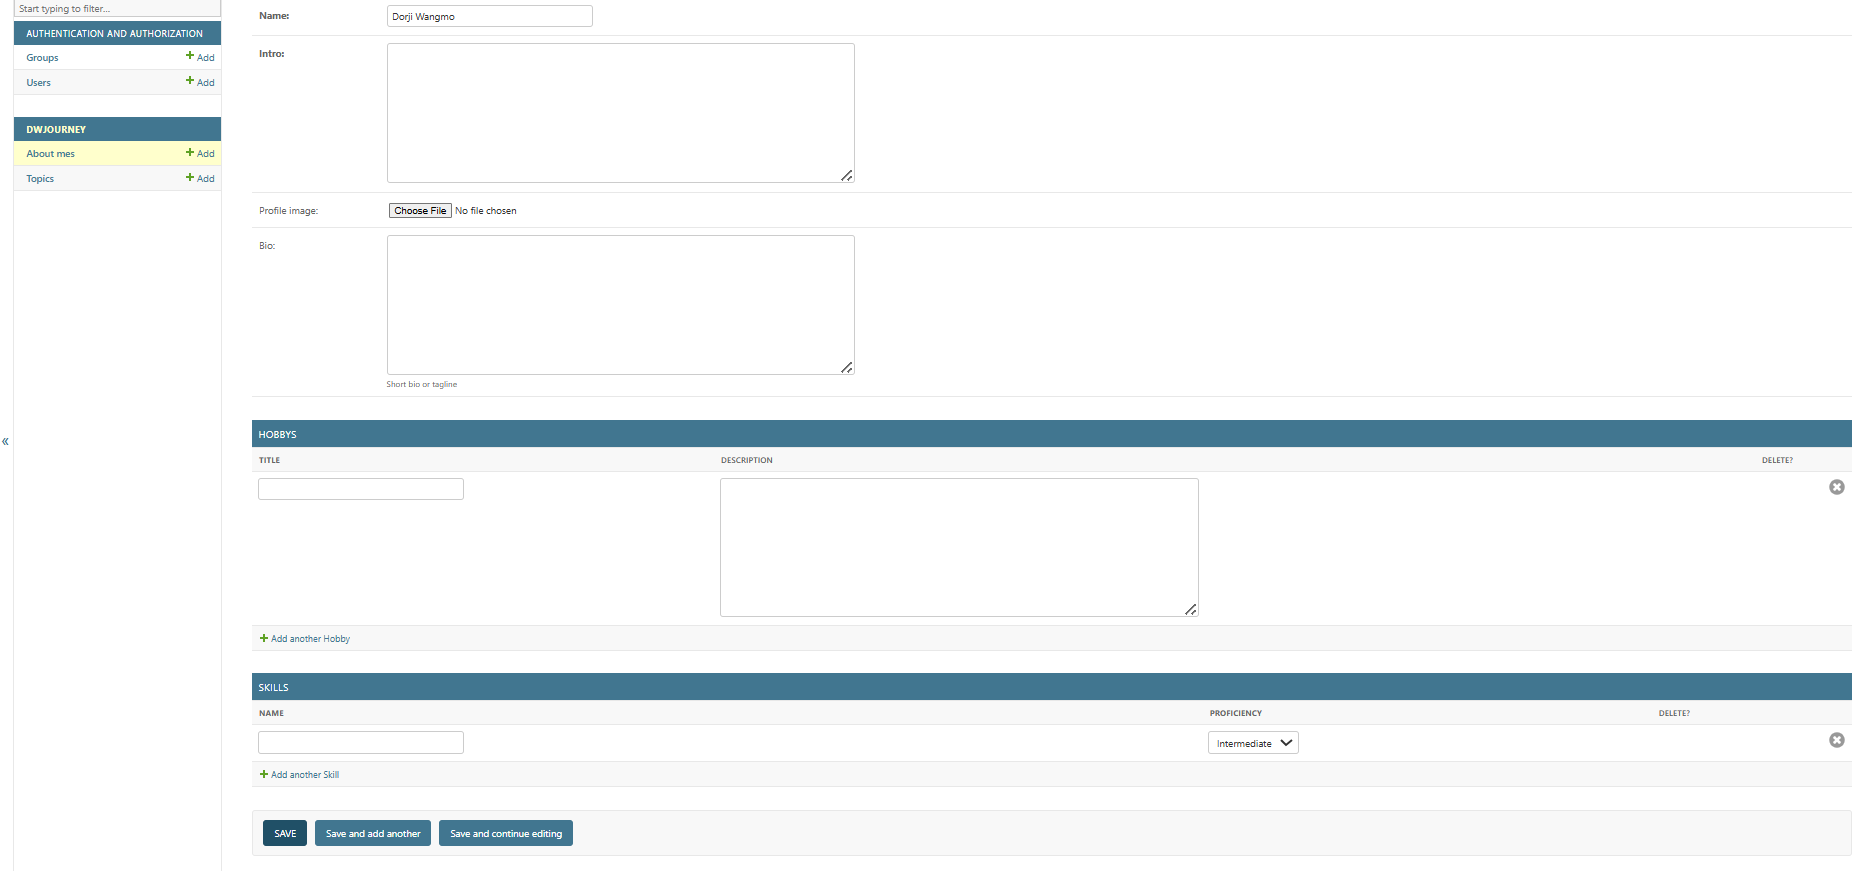 Start typing to filter...
AUTHENTICATION AND AUTHORIZATION
Groups
+ Add
Users
+ Add
DWJOURNEY
About mes
+ Add
Topics
+ Add
«
Name:
Dorji Wangmo
Intro:
Profile image:
Choose File No file chosen
Bio:
Short bio or tagline
HOBBYS
TITLE
DESCRIPTION
DELETE?
+ Add another Hobby
SKILLS
NAME
PROFICIENCY
DELETE?
Intermediate
+ Add another Skill
SAVE
Save and add another
Save and continue editing